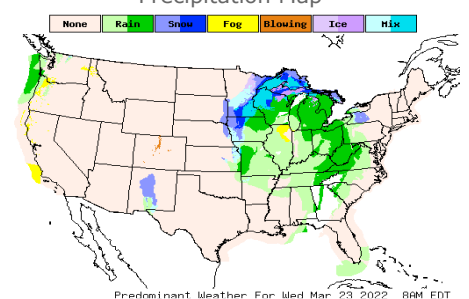 Precipitation Map
None Rain Snow Fog Blowing Ice Mix
Predominant Weather For Wed Mar 23 2022 8AM EDT